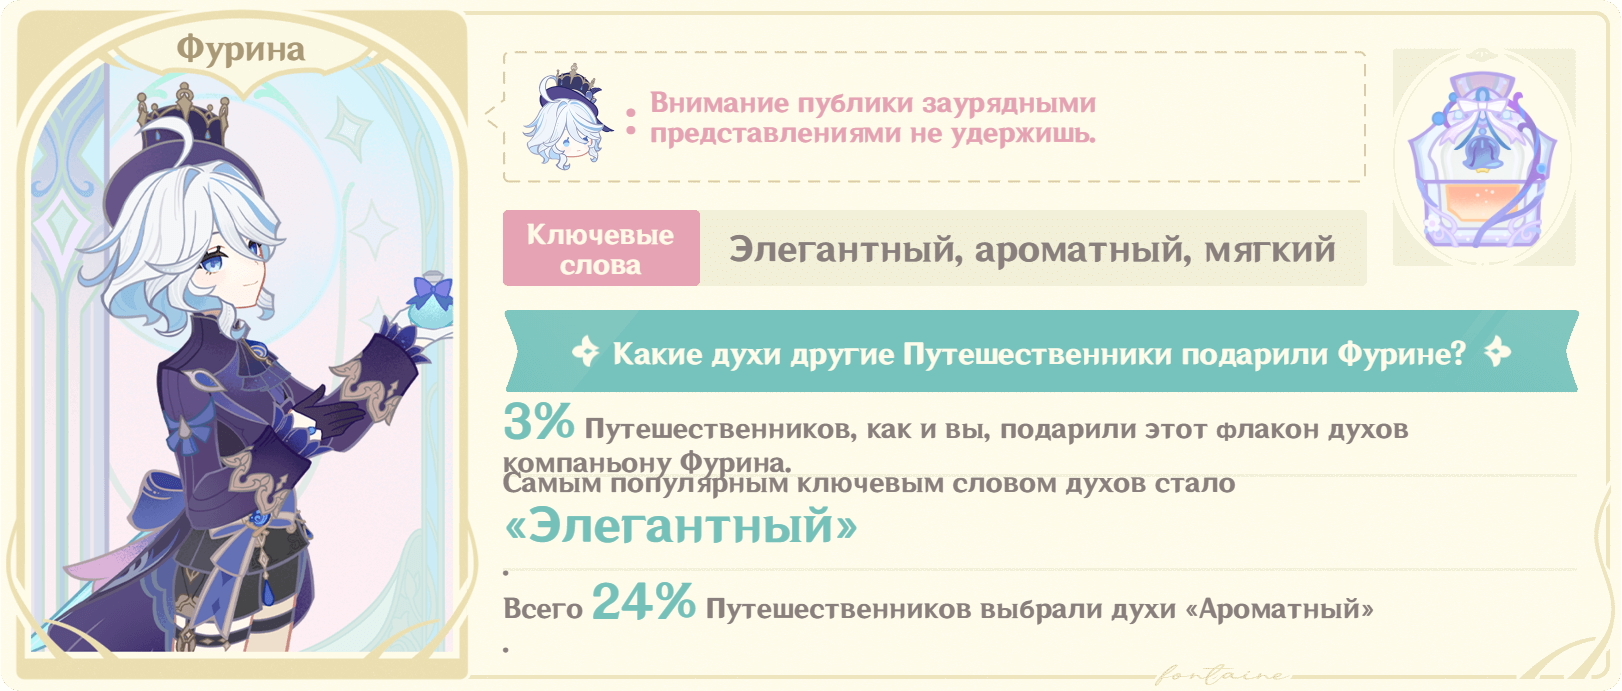 Фурина
: Внимание публики заурядными
представлениями не удержишь.
Ключевые
слова
Элегантный, ароматный, мягкий
Какие духи другие Путешественники подарили Фурине?
3% Путешественников, как и вы, подарили этот флакон духов
компаньону Фурина.
Самым популярным ключевым словом духов стало
«Элегантный»
.
Всего 24% Путешественников выбрали духи «Ароматный»
.
fontaine